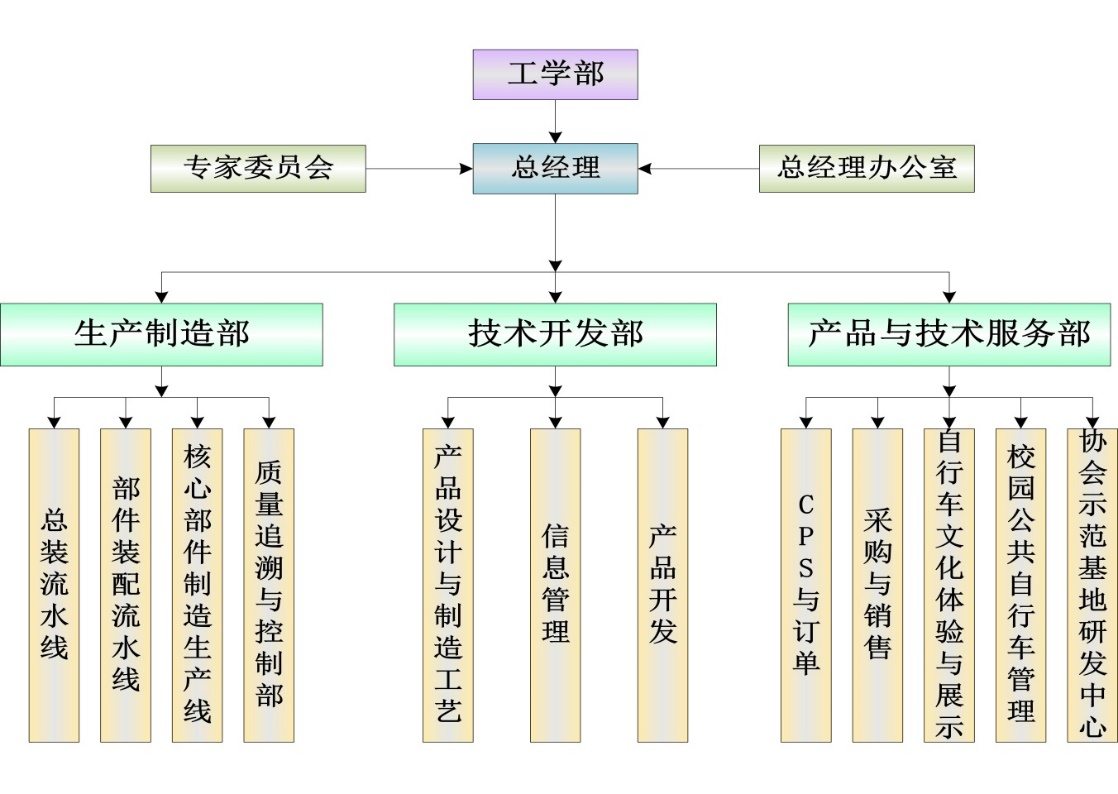 工学部
专家委员会
总经理
总经理办公室
生产制造部
技术开发部
产品与技术服务部
总装流水线
部件装配流水线
核心部件制造生产线
质量追溯与控制部
产品设计与制造工艺
信息管理
产品开发
CPS与订单
采购与销售
自行车文化体验与展示
校园公共自行车管理
协会示范基地研发中心